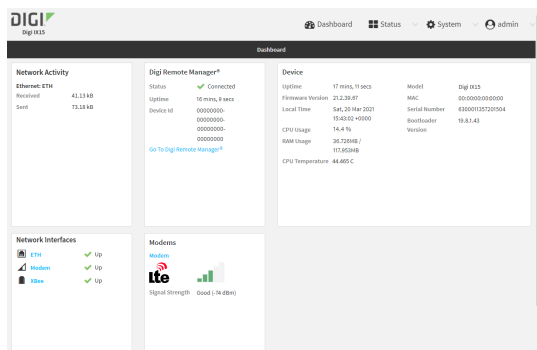 DIGI
Digi IX15
Dashboard
Status
System
admin
Dashboard
Network Activity
Ethernet: ETH
Received 41.13 kB
Sent 73.18 kB
Digi Remote Manager®
Status Connected
Uptime 16 mins, 9 secs
Device Id 00000000-
00000000-
00000000-
00000000
Go To Digi Remote Manager®
Device
Uptime 17 mins, 11 secs
Firmware Version 21.2.39.67
Local Time Sat, 20 Mar 2021
15:43:02 +0000
CPU Usage 14.4 %
RAM Usage 36.726MB /
117.953MB
CPU Temperature 44.465 C
Model Digi IX15
MAC 00:00:00:00:00:00
Serial Number 6300011357201504
Bootloader 19.8.1.43
Version
Network Interfaces
ETH Up
Modem Up
XBee Up
Modems
Modem
lte
Signal Strength Good (-74 dBm)